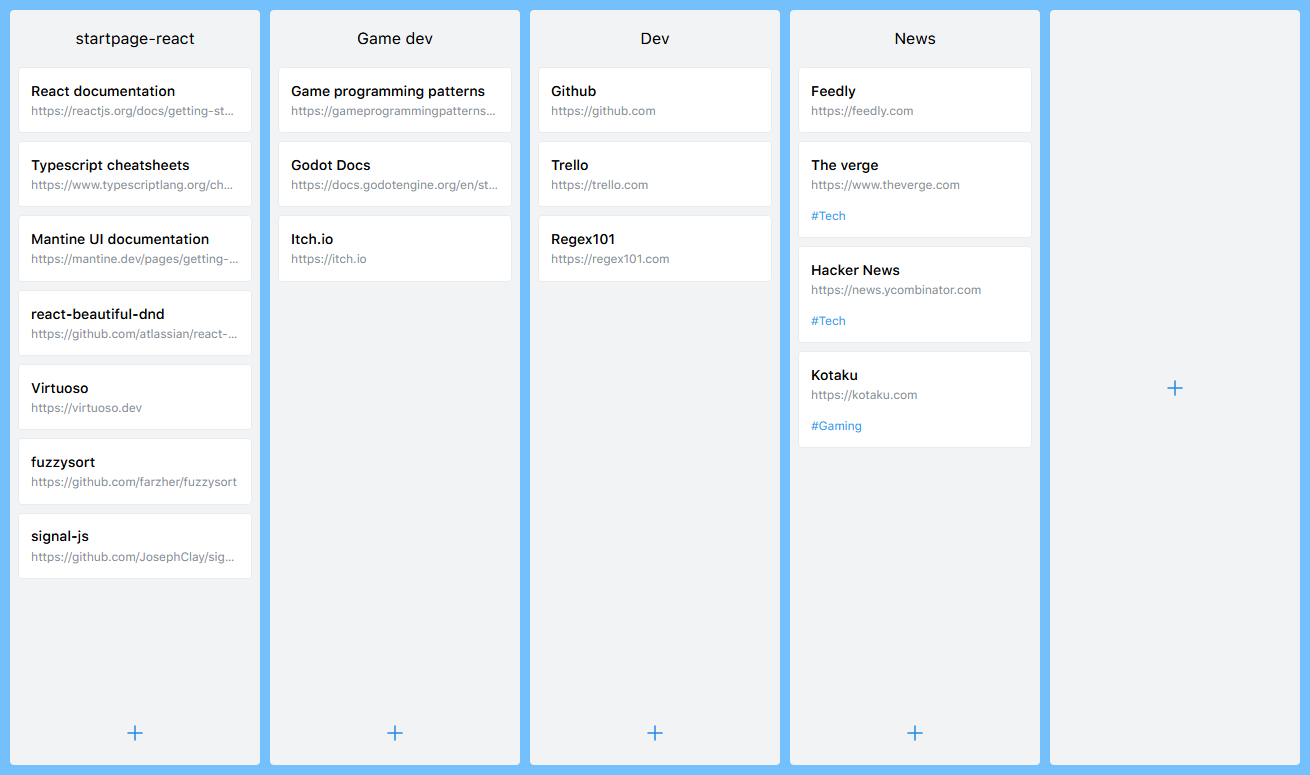 startpage-react
React documentation
https://reactjs.org/docs/getting-st...
Typescript cheatsheets
https://www.typescriptlang.org/ch...
Mantine UI documentation
https://mantine.dev/pages/getting-...
react-beautiful-dnd
https://github.com/atlassian/react-...
Virtuoso
https://virtuoso.dev
fuzzysort
https://github.com/farzher/fuzzysort
signal-js
https://github.com/JosephClay/sig...
+
Game dev
Game programming patterns
https://gameprogrammingpatterns...
Godot Docs
https://docs.godotengine.org/en/st...
Itch.io
https://itch.io
+
Dev
Github
https://github.com
Trello
https://trello.com
Regex101
https://regex101.com
+
News
Feedly
https://feedly.com
The verge
https://www.theverge.com
#Tech
Hacker News
https://news.ycombinator.com
#Tech
Kotaku
https://kotaku.com
#Gaming
+
+